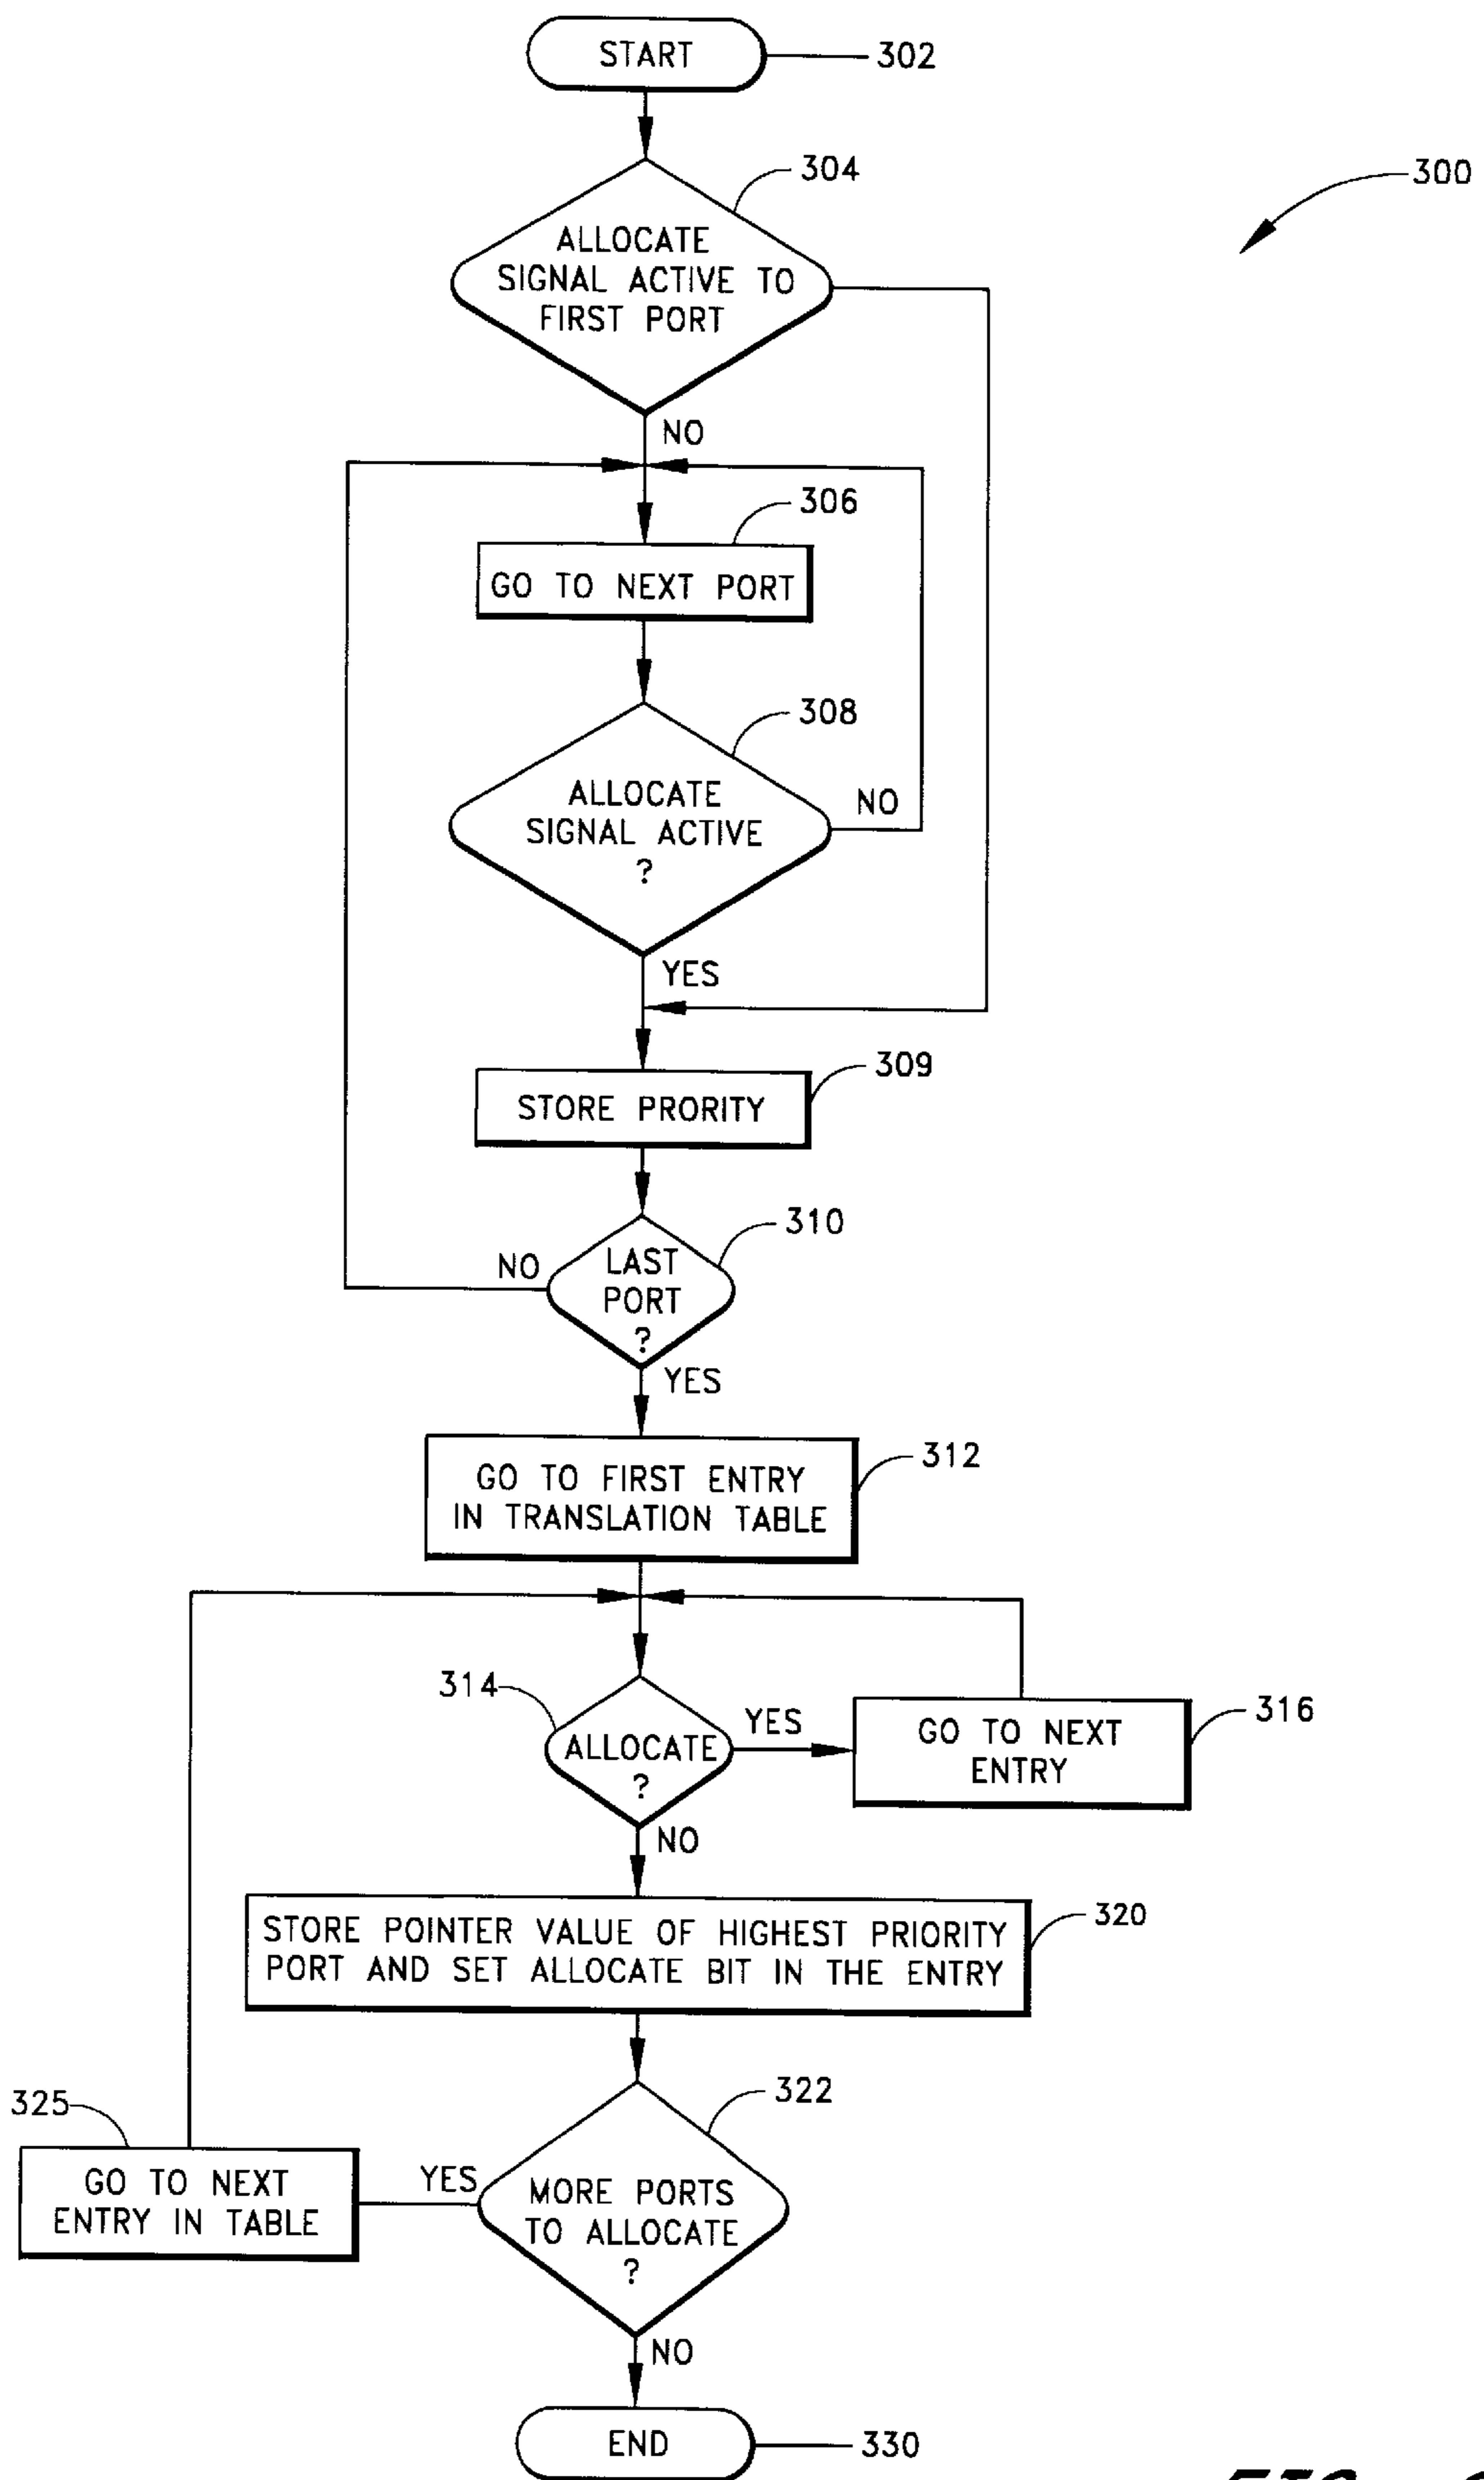 START
302
304
300
ALLOCATE
SIGNAL ACTIVE TO
FIRST PORT
NO
306
GO TO NEXT PORT
308
ALLOCATE
SIGNAL ACTIVE
?
NO
YES
309
STORE PRORITY
310
NO
LAST
PORT
?
YES
312
GO TO FIRST ENTRY
IN TRANSLATION TABLE
314
ALLOCATE
?
YES
316
GO TO NEXT
ENTRY
NO
320
STORE POINTER VALUE OF HIGHEST PRIORITY
PORT AND SET ALLOCATE BIT IN THE ENTRY
322
325
GO TO NEXT
ENTRY IN TABLE
YES
MORE PORTS
TO ALLOCATE
?
NO
END
330